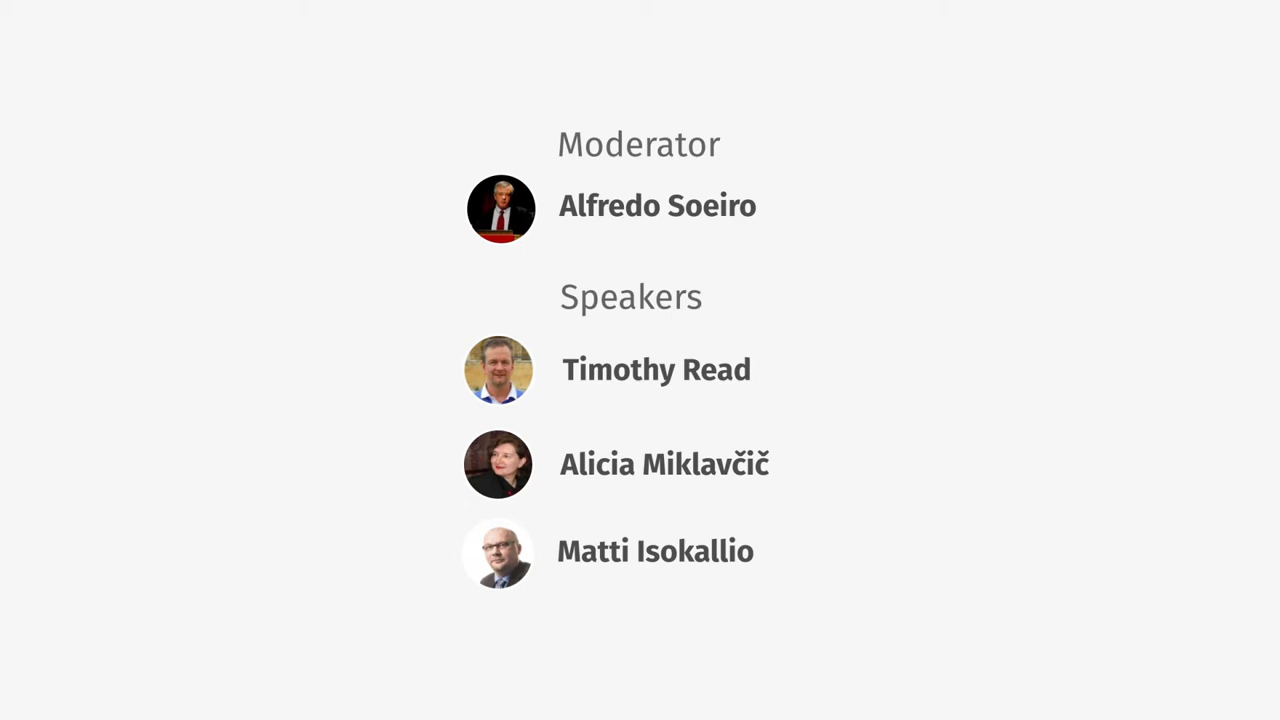 Moderator
Alfredo Soeiro
Speakers
Timothy Read
Alicia Miklavčič
Matti Isokallio